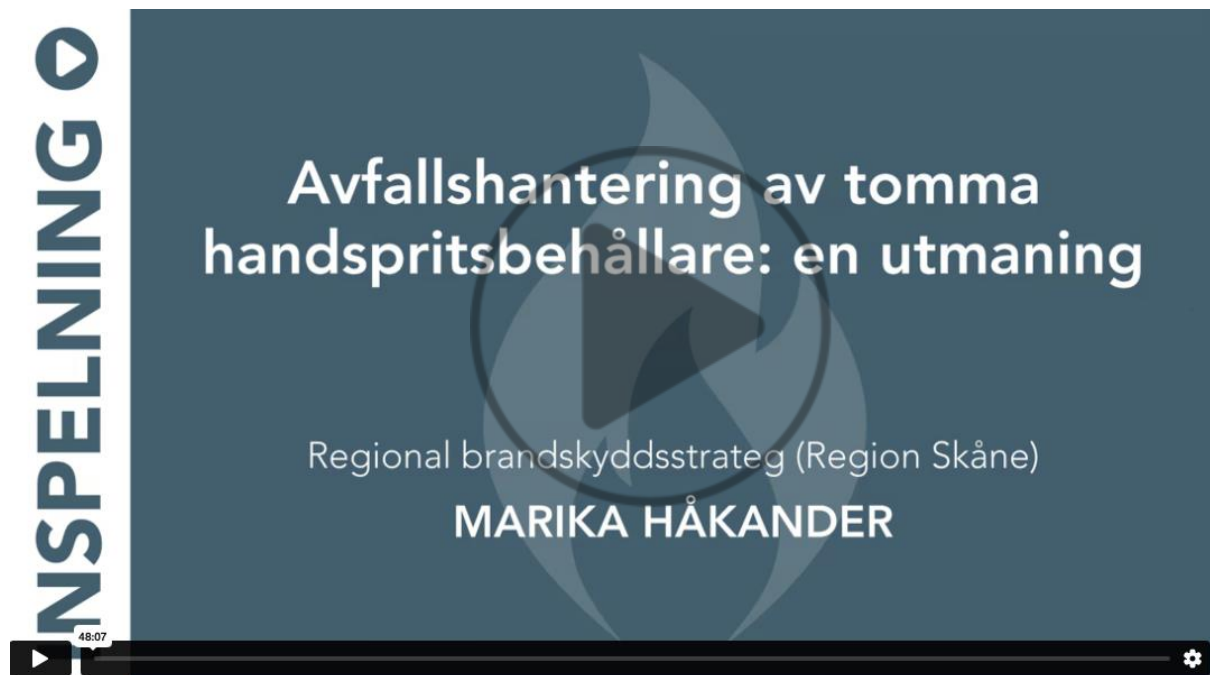 INSPELNING
Avfallshantering av tomma
handspritsbehållare: en utmaning
Regional brandskyddsstrateg (Region Skåne)
MARIKA HÅKANDER
48:07